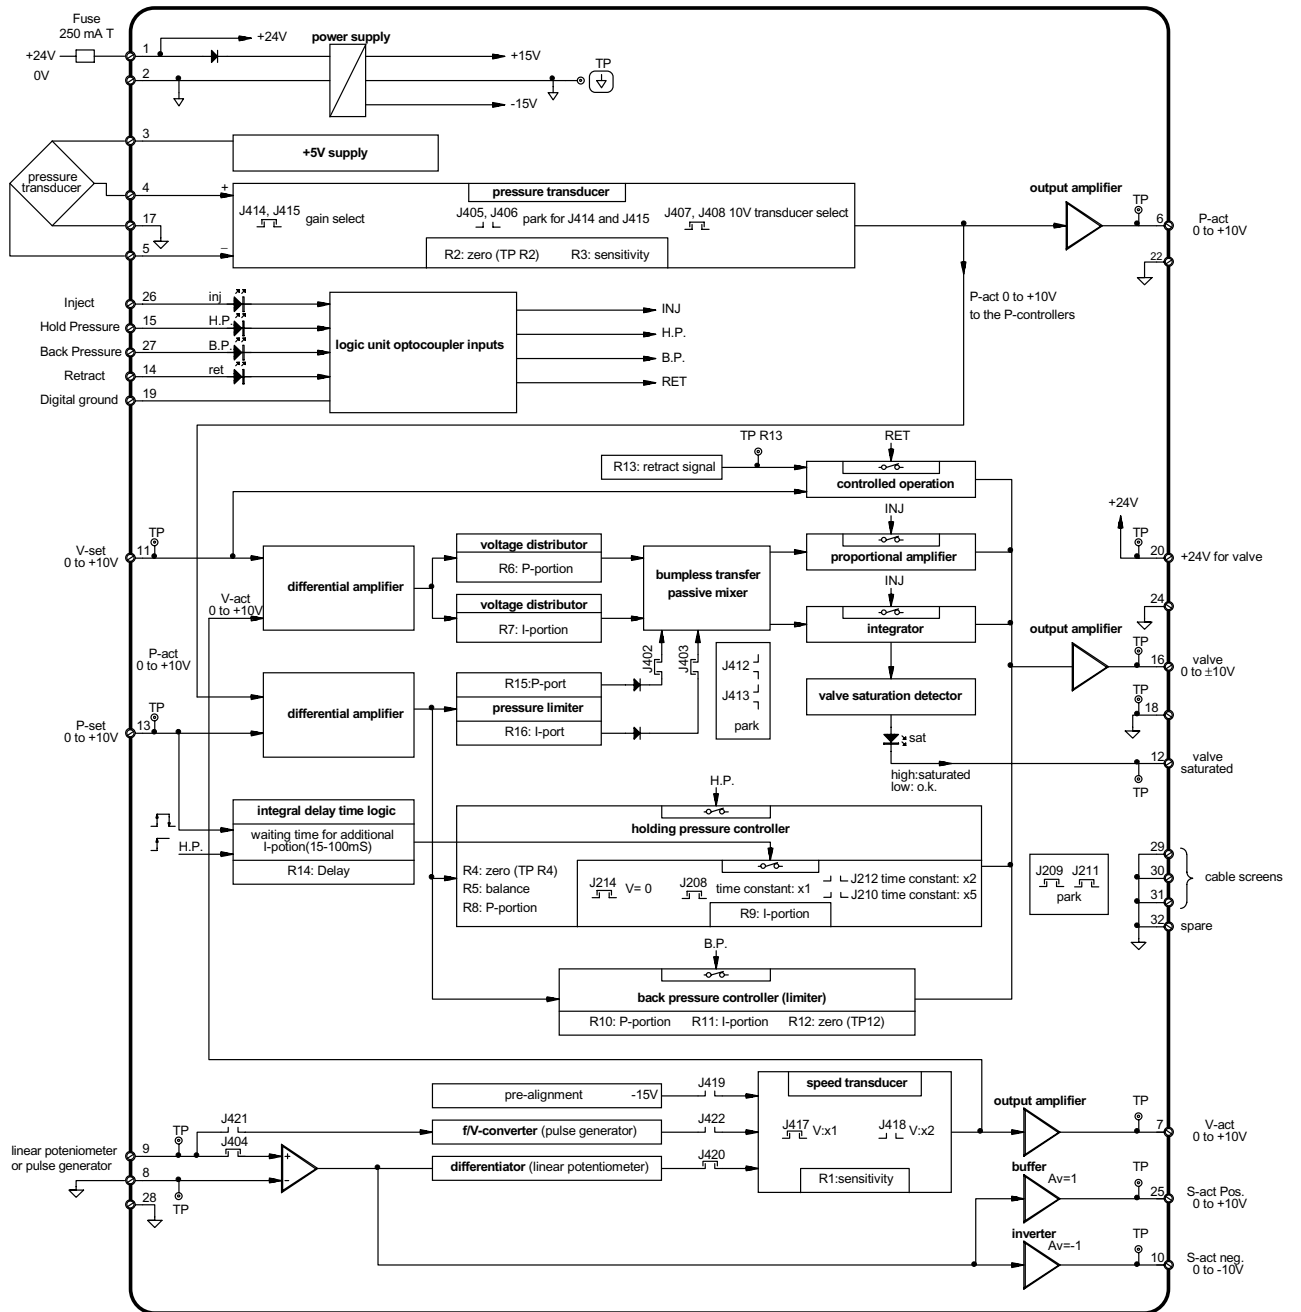 Fuse
250 mA T
+24V
0V
1
2
+24V
power supply
+15V
-15V
TP
3
+5V supply
pressure
transducer
4
17
5
+
–
pressure transducer
J414, J415 gain select
J405, J406 park for J414 and J415
J407, J408 10V transducer select
R2: zero (TP R2) R3: sensitivity
output amplifier
TP
6
P-act
0 to +10V
22
P-act 0 to +10V
to the P-controllers
Inject 26 inj
Hold Pressure 15 H.P.
Back Pressure 27 B.P.
Retract 14 ret
Digital ground 19
logic unit optocoupler inputs
INJ
H.P.
B.P.
RET
TP R13
R13: retract signal
RET
controlled operation
V-set
0 to +10V
TP
11
differential amplifier
V-act
0 to +10V
voltage distributor
R6: P-portion
voltage distributor
R7: I-portion
bumpless transfer
passive mixer
INJ
proportional amplifier
INJ
integrator
+24V
TP
20
+24V for valve
24
output amplifier
TP
16
valve
0 to ±10V
18
P-act
0 to +10V
P-set
0 to +10V
TP
13
differential amplifier
R15:P-port
pressure limiter
R16: I-port
J402
J403
J412
J413
park
valve saturation detector
sat
high:saturated
low: o.k.
12
TP
valve
saturated
integral delay time logic
waiting time for additional
I-potion(15-100mS)
R14: Delay
H.P.
H.P.
holding pressure controller
R4: zero (TP R4)
R5: balance
R8: P-portion
J214 V= 0
J208 time constant: x1
J212 time constant: x2
J210 time constant: x5
R9: I-portion
J209 J211
park
29
30
31
32
cable screens
spare
B.P.
back pressure controller (limiter)
R10: P-portion R11: I-portion R12: zero (TP12)
pre-alignment -15V
J419
f/V-converter (pulse generator)
J422
differentiator (linear potentiometer)
J420
speed transducer
J417 V:x1
J418 V:x2
R1:sensitivity
linear poteniometer
or pulse generator
TP
9
8
28
TP
J421
J404
+
–
output amplifier
TP
7
V-act
0 to +10V
buffer
Av=1
TP
25
S-act Pos.
0 to +10V
inverter
Av=-1
TP
10
S-act neg.
0 to -10V